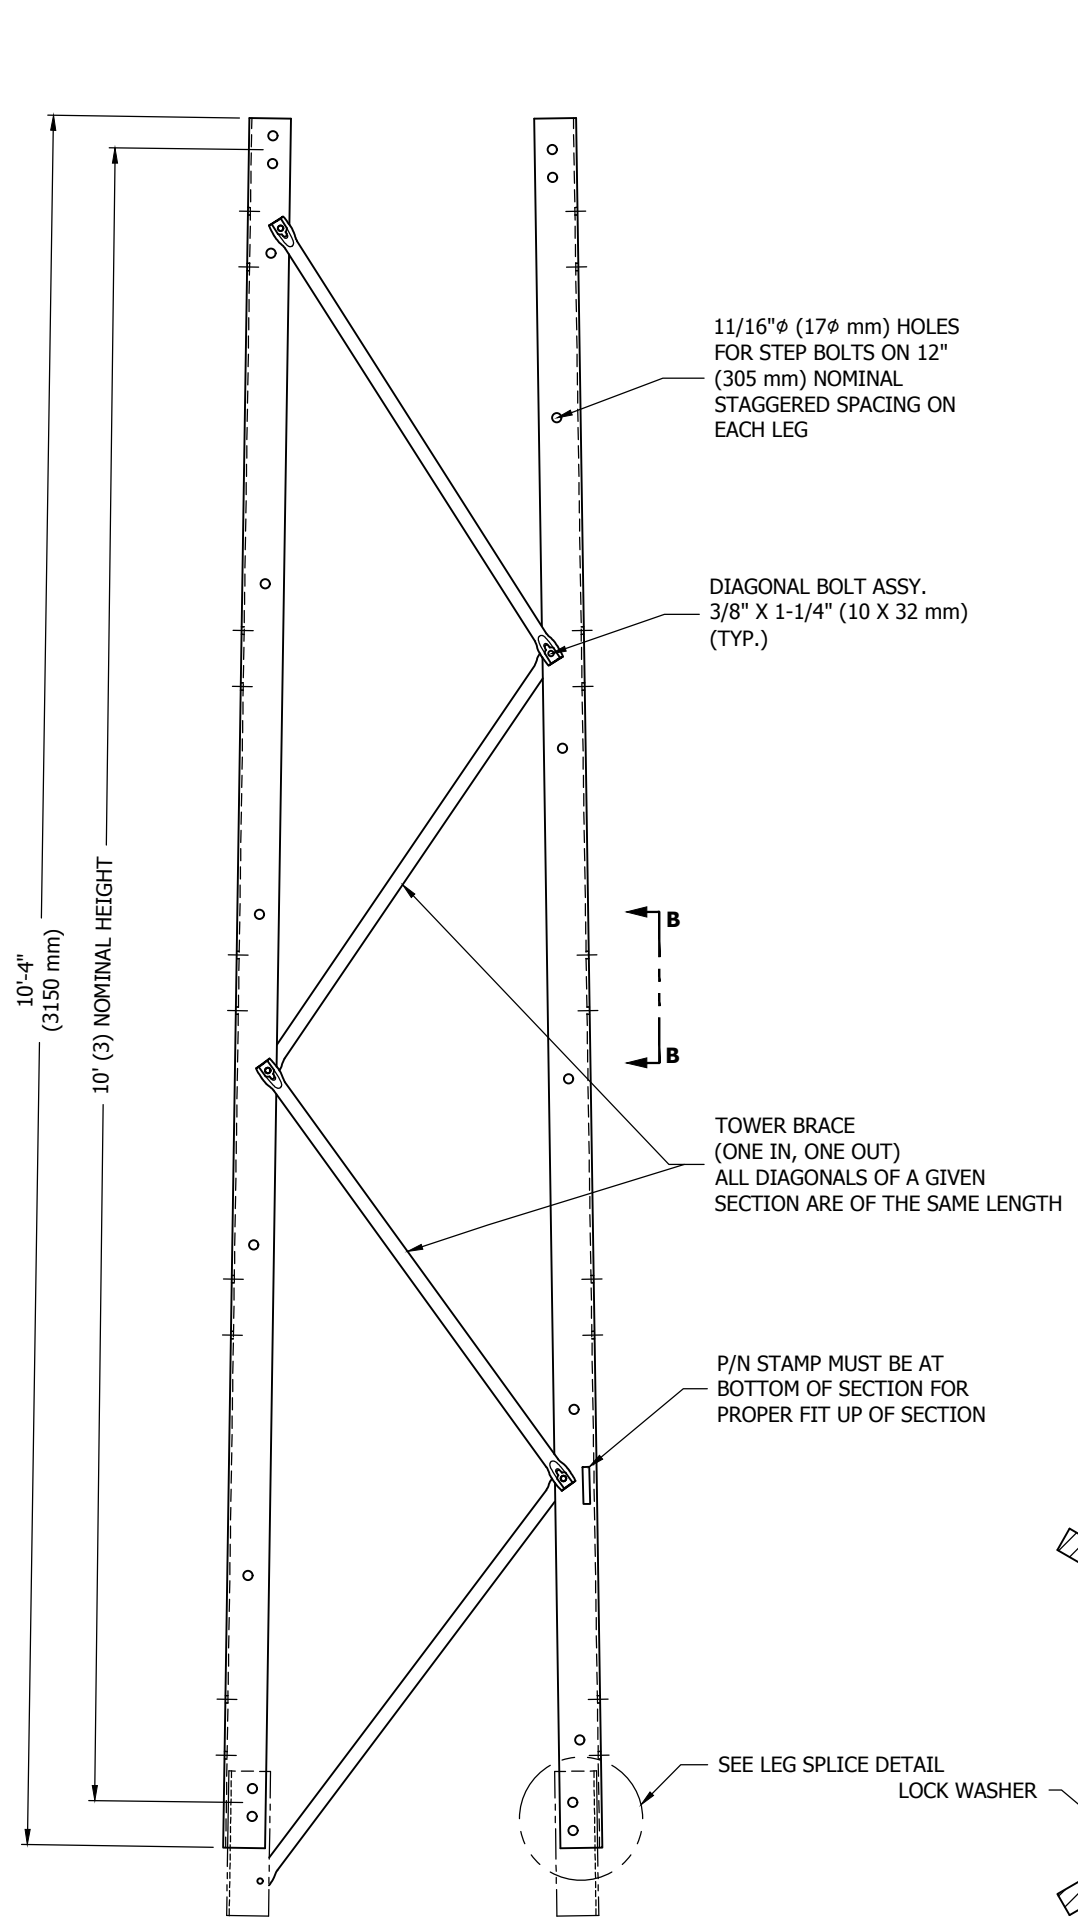 11/16"⌀ (17⌀ mm) HOLES
FOR STEP BOLTS ON 12"
(305 mm) NOMINAL
STAGGERED SPACING ON
EACH LEG
DIAGONAL BOLT ASSY.
3/8" X 1-1/4" (10 X 32 mm)
(TYP.)
10'-4"
(3150 mm)
10' (3) NOMINAL HEIGHT
B
B
TOWER BRACE
(ONE IN, ONE OUT)
ALL DIAGONALS OF A GIVEN
SECTION ARE OF THE SAME LENGTH
P/N STAMP MUST BE AT
BOTTOM OF SECTION FOR
PROPER FIT UP OF SECTION
SEE LEG SPLICE DETAIL
LOCK WASHER